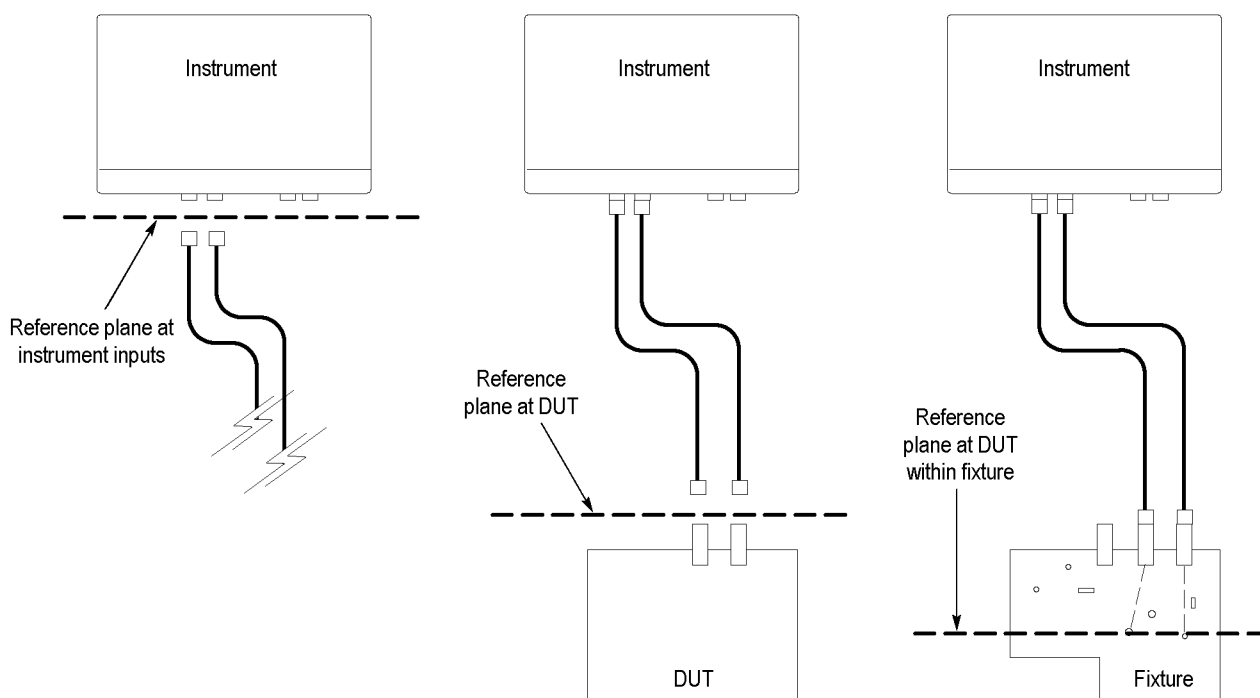 Instrument
Reference plane at
instrument inputs
Instrument
Reference
plane at DUT
DUT
Instrument
Reference
plane at DUT
within fixture
Fixture